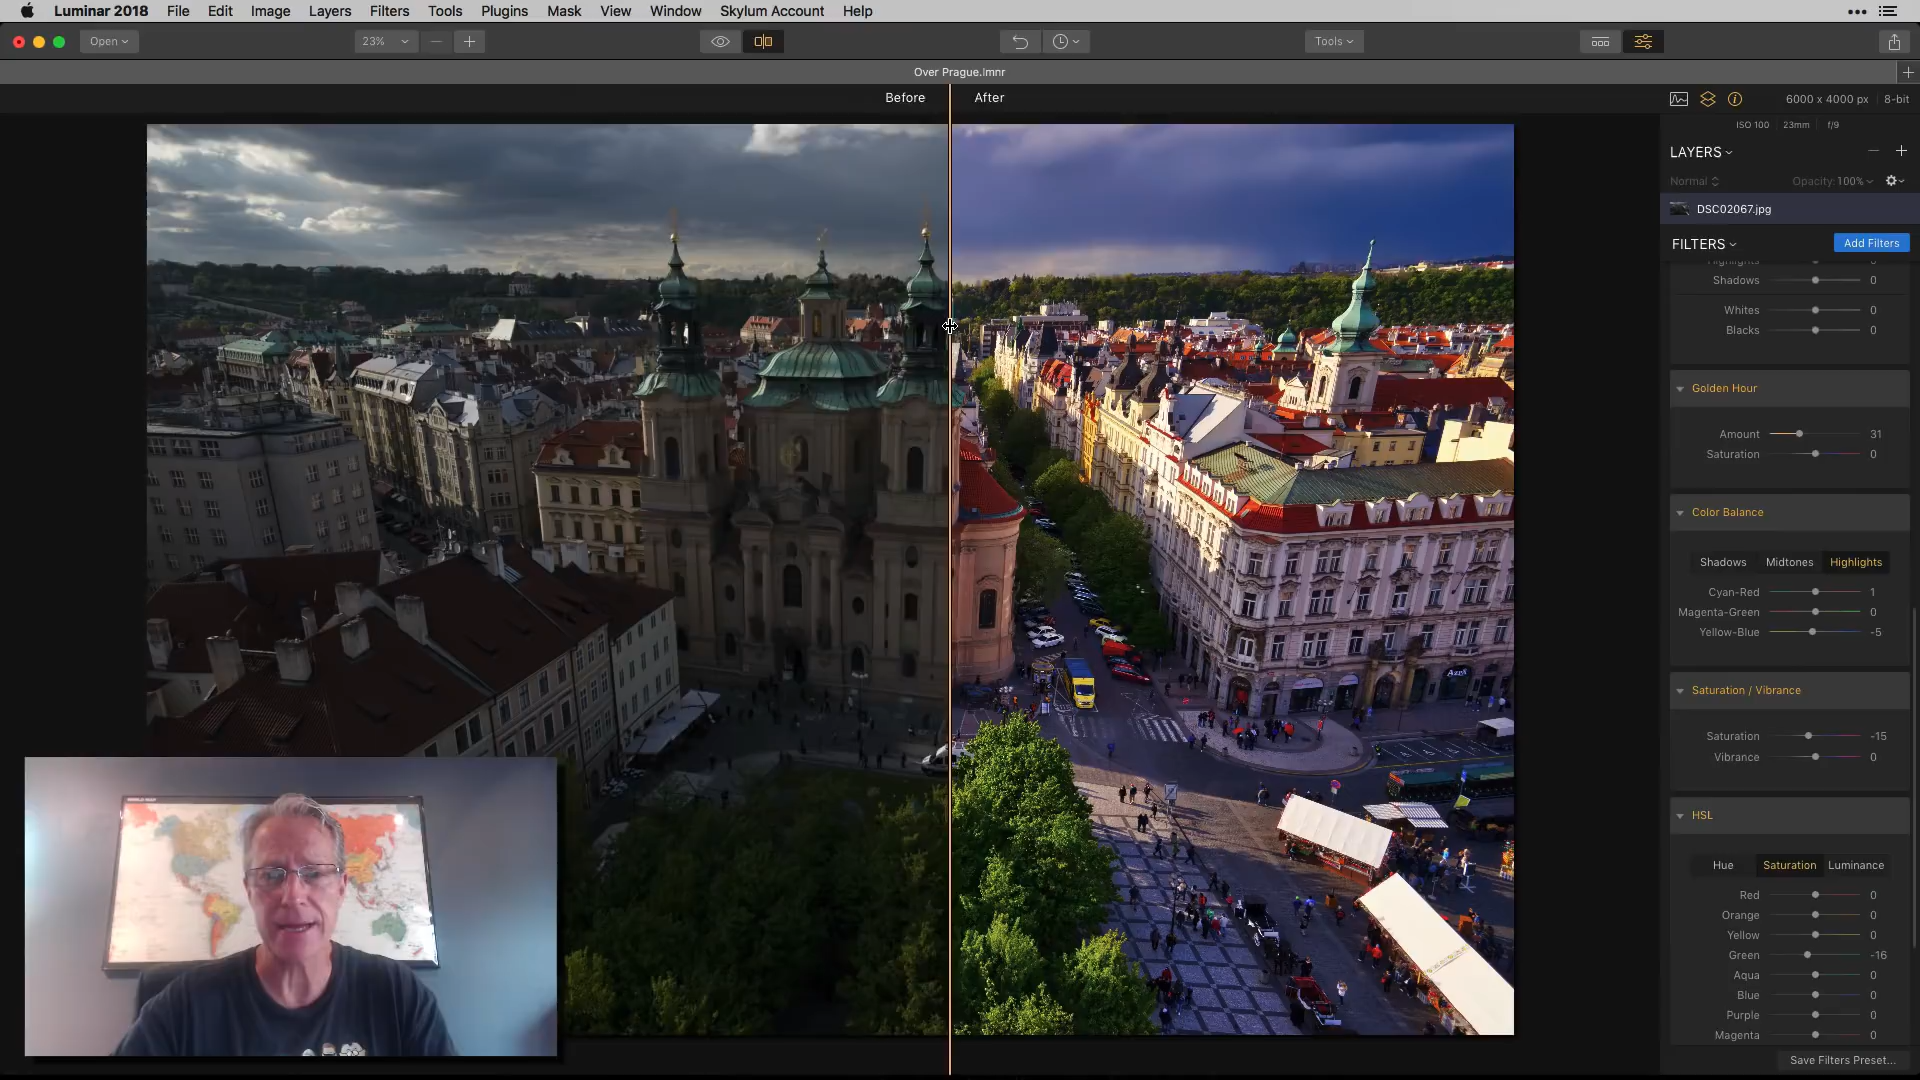 Luminar 2018 File Edit Image Layers Filters Tools Plugins Mask View Window Skylum Account Help
Open 23% Tools
Over Prague.lmnr
Before After
6000 x 4000 px 8-bit
ISO 100 23mm f/9
LAYERS
Normal Opacity: 100%
DSC02067.jpg
FILTERS Add Filters
Highlights 0
Shadows 0
Whites 0
Blacks 0
Golden Hour
Amount 31
Saturation 0
Color Balance
Shadows Midtones Highlights
Cyan-Red 1
Magenta-Green 0
Yellow-Blue -5
Saturation / Vibrance
Saturation -15
Vibrance 0
HSL
Hue Saturation Luminance
Red 0
Orange 0
Yellow 0
Green -16
Aqua 0
Blue 0
Purple 0
Magenta 0
Save Filters Preset...